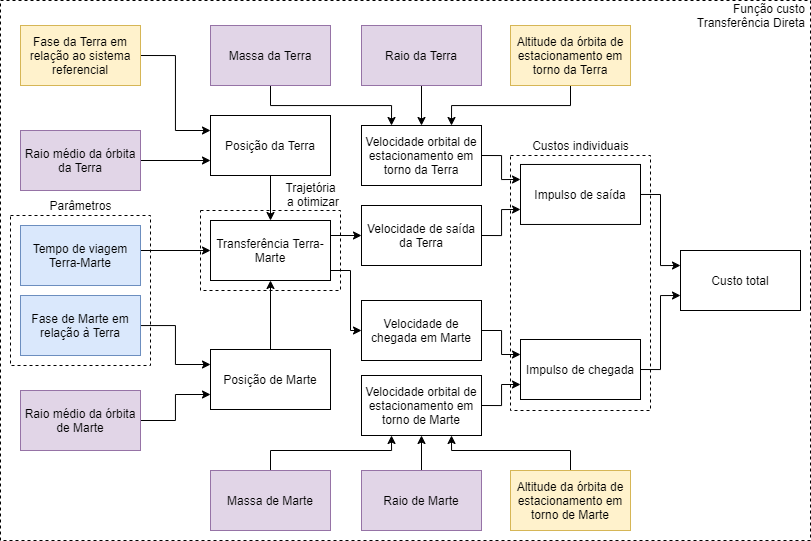 Função custo
Transferência Direta
Fase da Terra em
relação ao sistema
referencial
Massa da Terra
Raio da Terra
Altitude da órbita de
estacionamento em
torno da Terra
Posição da Terra
Velocidade orbital de
estacionamento em
torno da Terra
Custos individuais
Raio médio da órbita
da Terra
Trajetória
a otimizar
Impulso de saída
Parâmetros
Tempo de viagem
Terra-Marte
Transferência Terra-
Marte
Velocidade de saída
da Terra
Custo total
Fase de Marte em
relação à Terra
Velocidade de
chegada em Marte
Posição de Marte
Impulso de chegada
Velocidade orbital de
estacionamento em
torno de Marte
Raio médio da órbita
de Marte
Massa de Marte
Raio de Marte
Altitude da órbita de
estacionamento em
torno de Marte